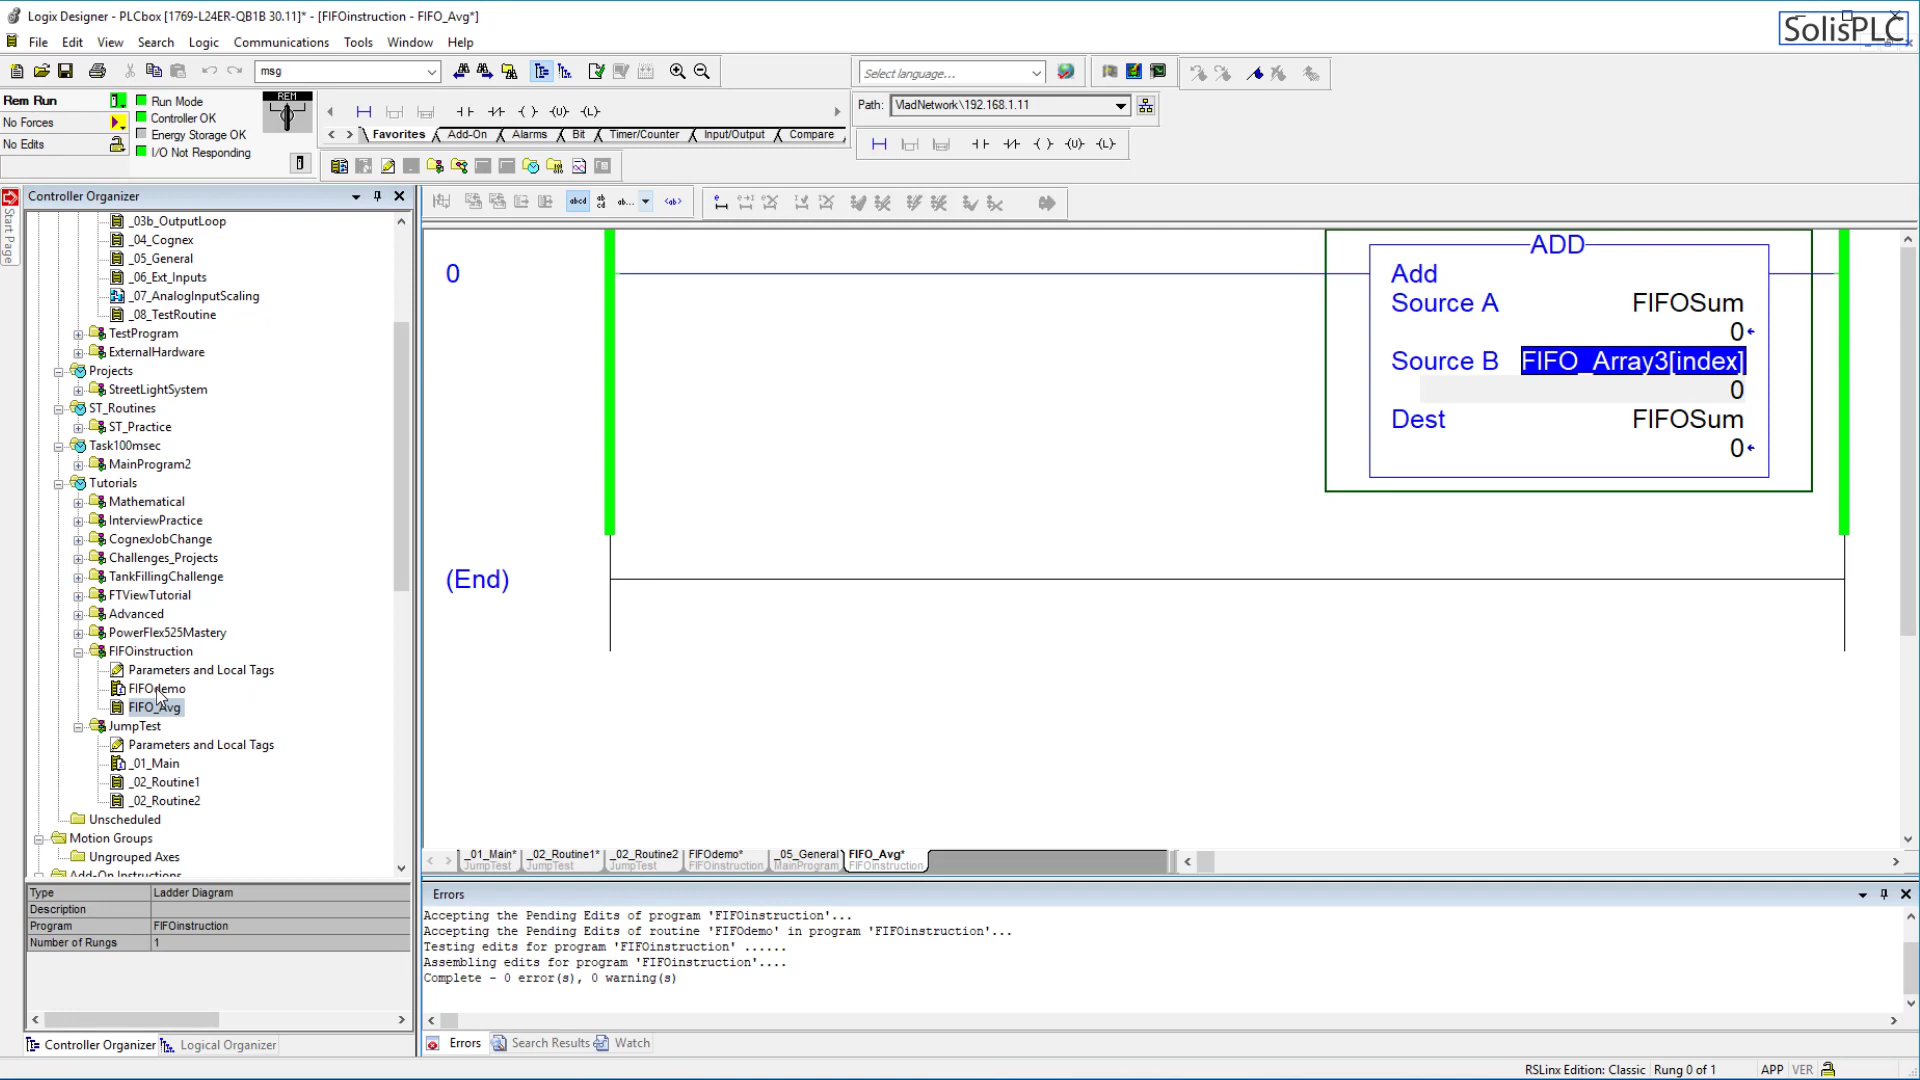 Logix Designer - PLCbox [1769-L24ER-QB1B 30.11]* - [FIFOinstruction - FIFO_Avg*]
SolisPLC
File Edit View Search Logic Communications Tools Window Help
msg
Select language...
Rem Run
No Forces
No Edits
Run Mode
Controller OK
Energy Storage OK
I/O Not Responding
REM
Path: VladNetwork\192.168.1.11
Favorites Add-On Alarms Bit Timer/Counter Input/Output Compare
Start Page
Controller Organizer
_03b_OutputLoop
_04_Cognex
_05_General
_06_Ext_Inputs
_07_AnalogInputScaling
_08_TestRoutine
TestProgram
ExternalHardware
Projects
StreetLightSystem
ST_Routines
ST_Practice
Task100msec
MainProgram2
Tutorials
Mathematical
InterviewPractice
CognexJobChange
Challenges_Projects
TankFillingChallenge
FTViewTutorial
Advanced
PowerFlex525Mastery
FIFOinstruction
Parameters and Local Tags
FIFOdemo
FIFO_Avg
JumpTest
Parameters and Local Tags
_01_Main
_02_Routine1
_02_Routine2
Unscheduled
Motion Groups
Ungrouped Axes
Add-On Instructions
Type Ladder Diagram
Description
Program FIFOinstruction
Number of Rungs 1
Controller Organizer Logical Organizer
0
ADD
Add
Source A FIFOSum
0
Source B FIFO_Array3[index]
0
Dest FIFOSum
0
(End)
_01_Main* _02_Routine1* _02_Routine2 FIFOdemo* _05_General FIFO_Avg*
JumpTest JumpTest JumpTest FIFOinstruction MainProgram FIFOinstruction
Errors
Accepting the Pending Edits of program 'FIFOinstruction'...
Accepting the Pending Edits of routine 'FIFOdemo' in program 'FIFOinstruction'...
Testing edits for program 'FIFOinstruction' ......
Assembling edits for program 'FIFOinstruction'....
Complete - 0 error(s), 0 warning(s)
Errors Search Results Watch
RSLinx Edition: Classic Rung 0 of 1 APP VER